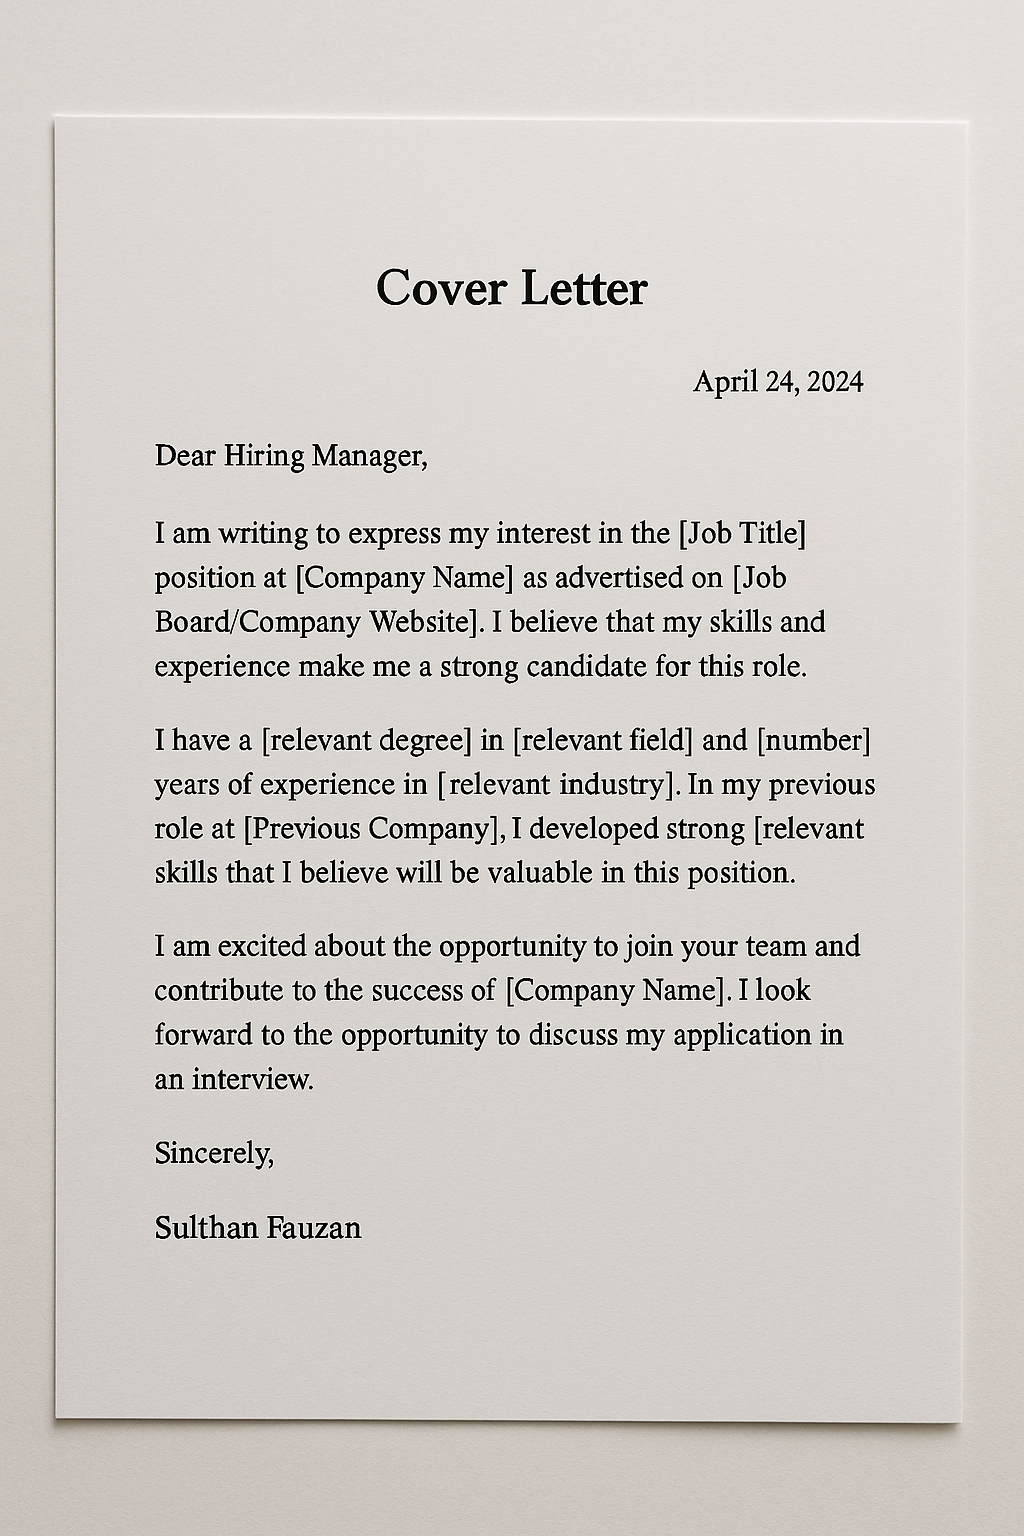 Cover Letter
April 24, 2024
Dear Hiring Manager,
I am writing to express my interest in the [Job Title]
position at [Company Name] as advertised on [Job
Board/Company Website]. I believe that my skills and
experience make me a strong candidate for this role.
I have a [relevant degree] in [relevant field] and [number]
years of experience in [relevant industry]. In my previous
role at [Previous Company], I developed strong [relevant
skills that I believe will be valuable in this position.
I am excited about the opportunity to join your team and
contribute to the success of [Company Name]. I look
forward to the opportunity to discuss my application in
an interview.
Sincerely,
Sulthan Fauzan